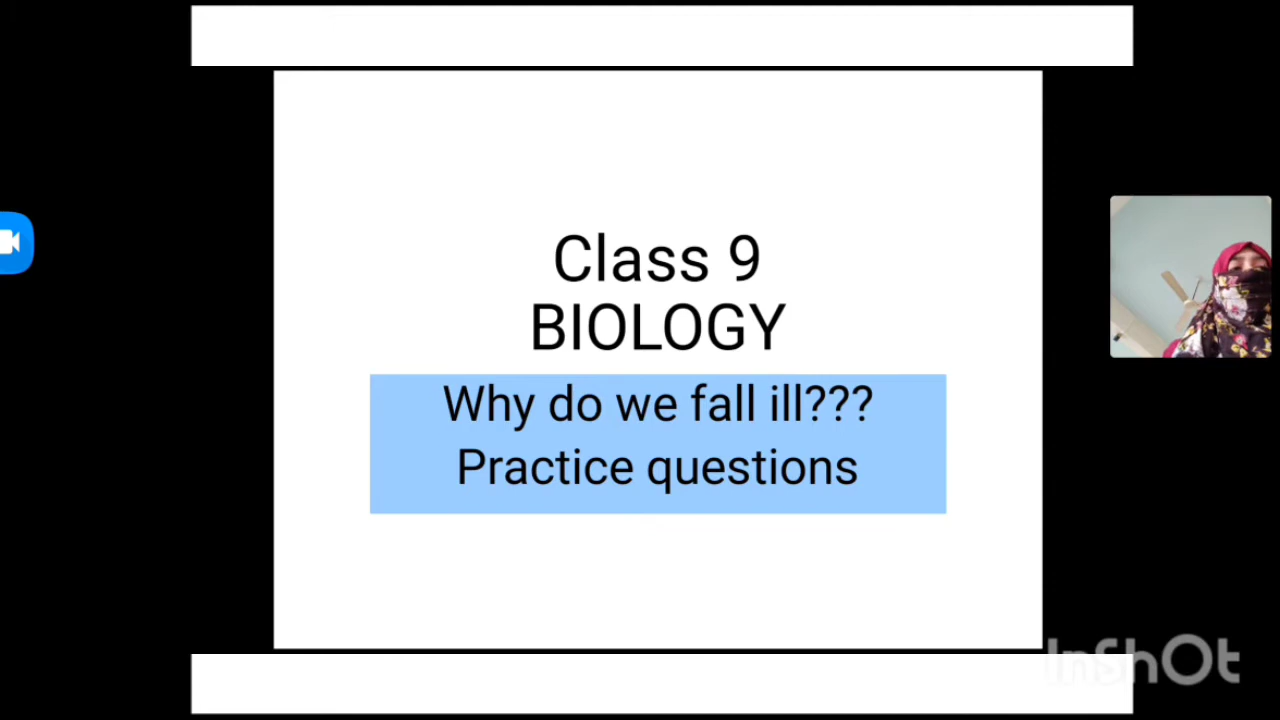 Class 9
BIOLOGY
Why do we fall ill???
Practice questions
InShOt